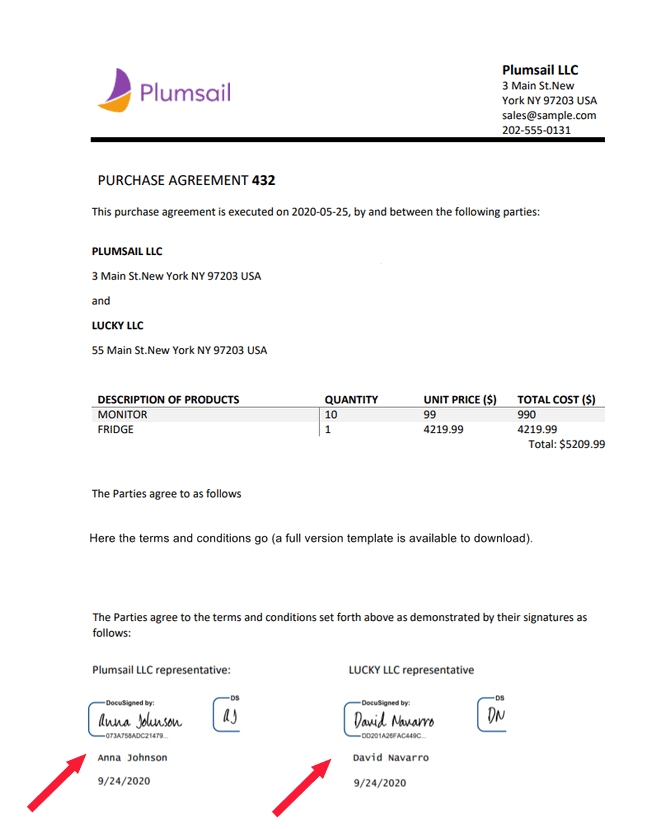 Plumsail
Plumsail LLC
3 Main St.New
York NY 97203 USA
sales@sample.com
202-555-0131
PURCHASE AGREEMENT 432
This purchase agreement is executed on 2020-05-25, by and between the following parties:
PLUMSAIL LLC
3 Main St.New York NY 97203 USA
and
LUCKY LLC
55 Main St.New York NY 97203 USA
DESCRIPTION OF PRODUCTS QUANTITY UNIT PRICE ($) TOTAL COST ($)
MONITOR 10 99 990
FRIDGE 1 4219.99 4219.99
Total: $5209.99
The Parties agree to as follows
Here the terms and conditions go (a full version template is available to download).
The Parties agree to the terms and conditions set forth above as demonstrated by their signatures as
follows:
Plumsail LLC representative: LUCKY LLC representative
DocuSigned by: DS DocuSigned by: DS
Anna Johnson AJ David Navarro DN
073A758ADC21479... DD201A26FAC449C...
Anna Johnson David Navarro
9/24/2020 9/24/2020